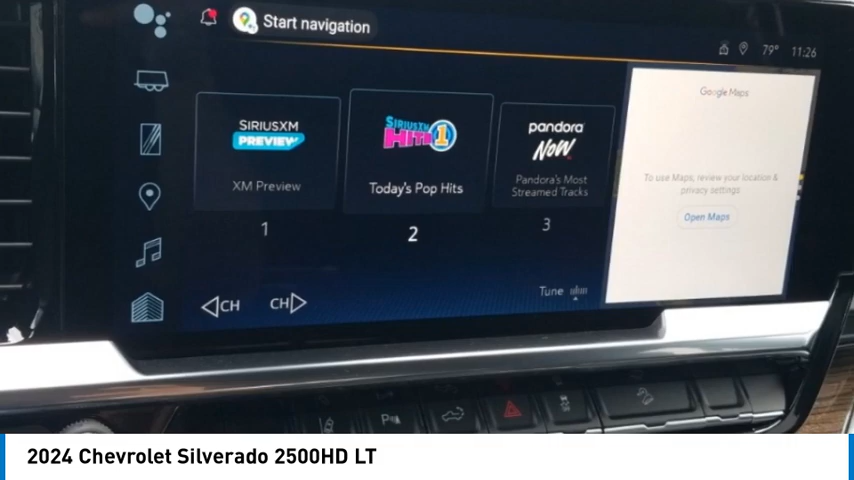 Start navigation
79° 11:26
SIRIUSXM
PREVIEW
XM Preview
1
SIRIUSXM
HITS 1
Today's Pop Hits
2
pandora
NOW
Pandora's Most
Streamed Tracks
3
Google Maps
To use Maps, review your location &
privacy settings
Open Maps
CH
CH
Tune
2024 Chevrolet Silverado 2500HD LT